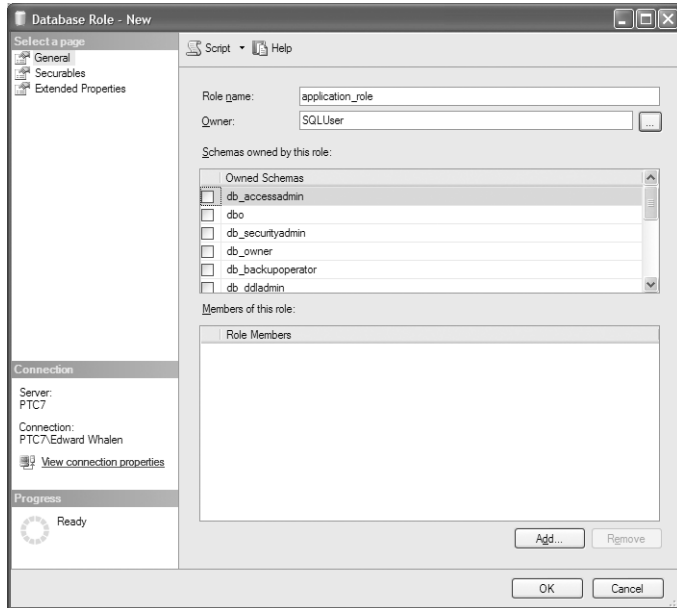 Database Role - New
Select a page
General
Securables
Extended Properties
Script Help
Role name: application_role
Owner: SQLUser ...
Schemas owned by this role:
Owned Schemas
db_accessadmin
dbo
db_securityadmin
db_owner
db_backupoperator
db_ddladmin
Members of this role:
Role Members
Connection
Server:
PTC7
Connection:
PTC7\Edward Whalen
View connection properties
Progress
Ready
Add... Remove
OK Cancel